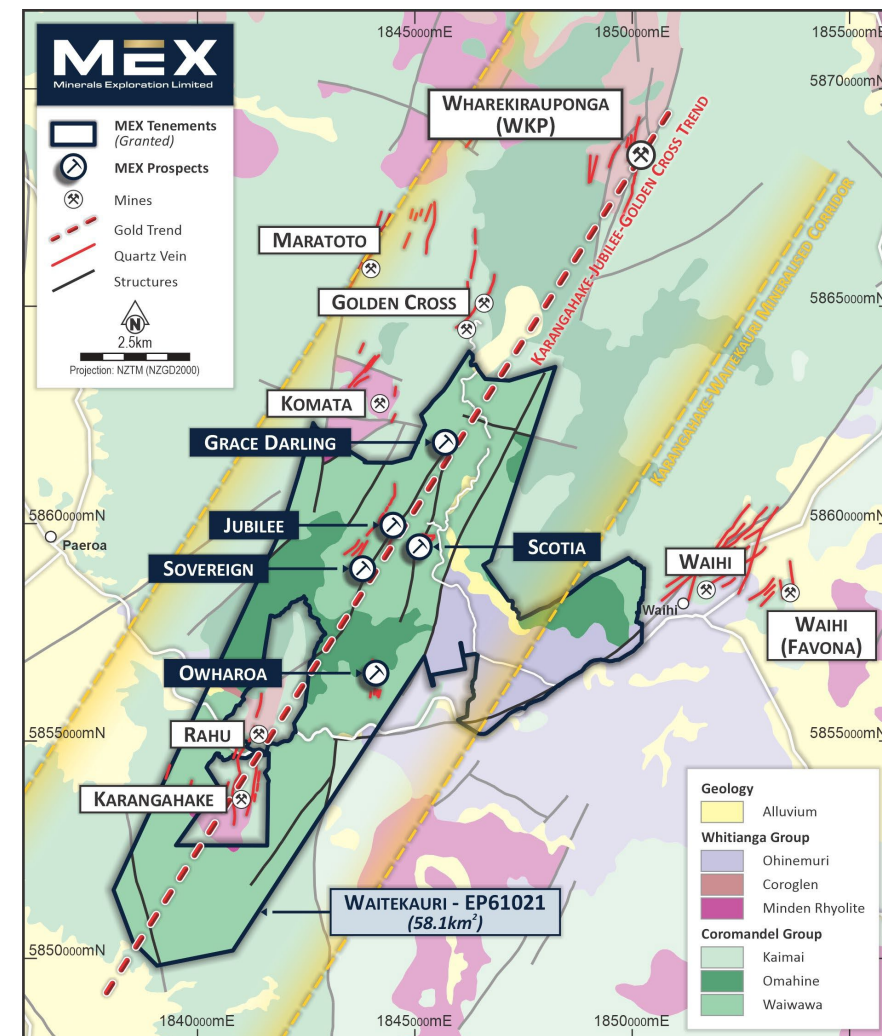 1845000mE
1850000mE
1855000mE
MEX
Minerals Exploration Limited
MEX Tenements
(Granted)
MEX Prospects
Mines
Gold Trend
Quartz Vein
Structures
N
2.5km
Projection: NZTM (NZGD2000)
5870000mN
WHAREKIRAUPONGA
(WKP)
KARANGAHAKE-JUBILEE-GOLDEN CROSS TREND
KARANGAHAKE-WAITEKAURI MINERALISED CORRIDOR
MARATOTO
GOLDEN CROSS
5865000mN
KOMATA
GRACE DARLING
5860000mN
5860000mN
Paeroa
JUBILEE
SCOTIA
SOVEREIGN
WAIHI
Waihi
WAIHI
(FAVONA)
OWHAROA
RAHU
5855000mN
5855000mN
KARANGAHAKE
WAITEKAURI - EP61021
(58.1km²)
Geology
Alluvium
Whitianga Group
Ohinemuri
Coroglen
Minden Rhyolite
Coromandel Group
Kaimai
Omahine
Waiwawa
5850000mN
1840000mE
1845000mE
1850000mE